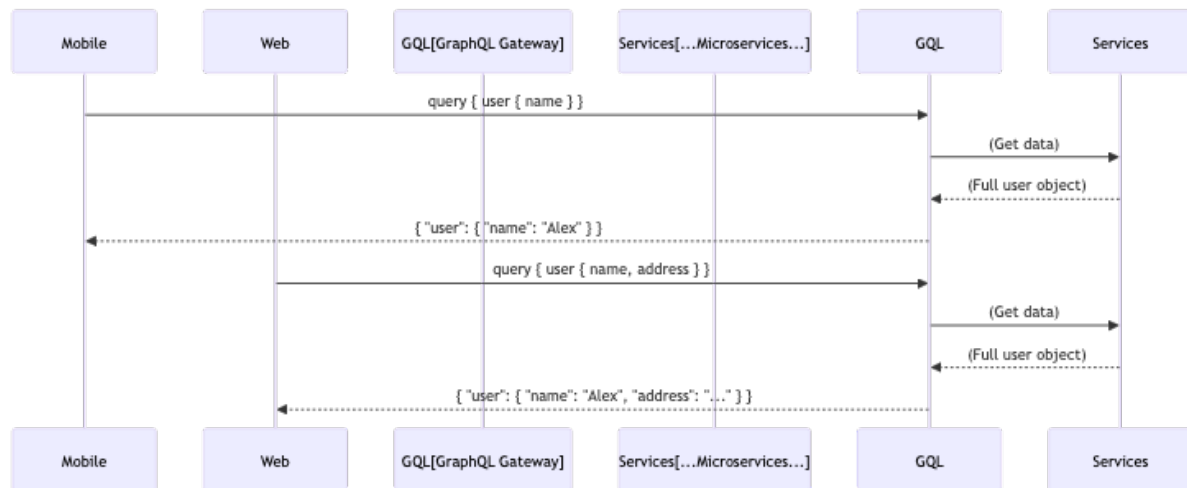 Mobile
Web
GQL[GraphQL Gateway]
Services[...Microservices...]
GQL
Services
query { user { name } }
(Get data)
(Full user object)
{ "user": { "name": "Alex" } }
query { user { name, address } }
(Get data)
(Full user object)
{ "user": { "name": "Alex", "address": "..." } }
Mobile
Web
GQL[GraphQL Gateway]
Services[...Microservices...]
GQL
Services